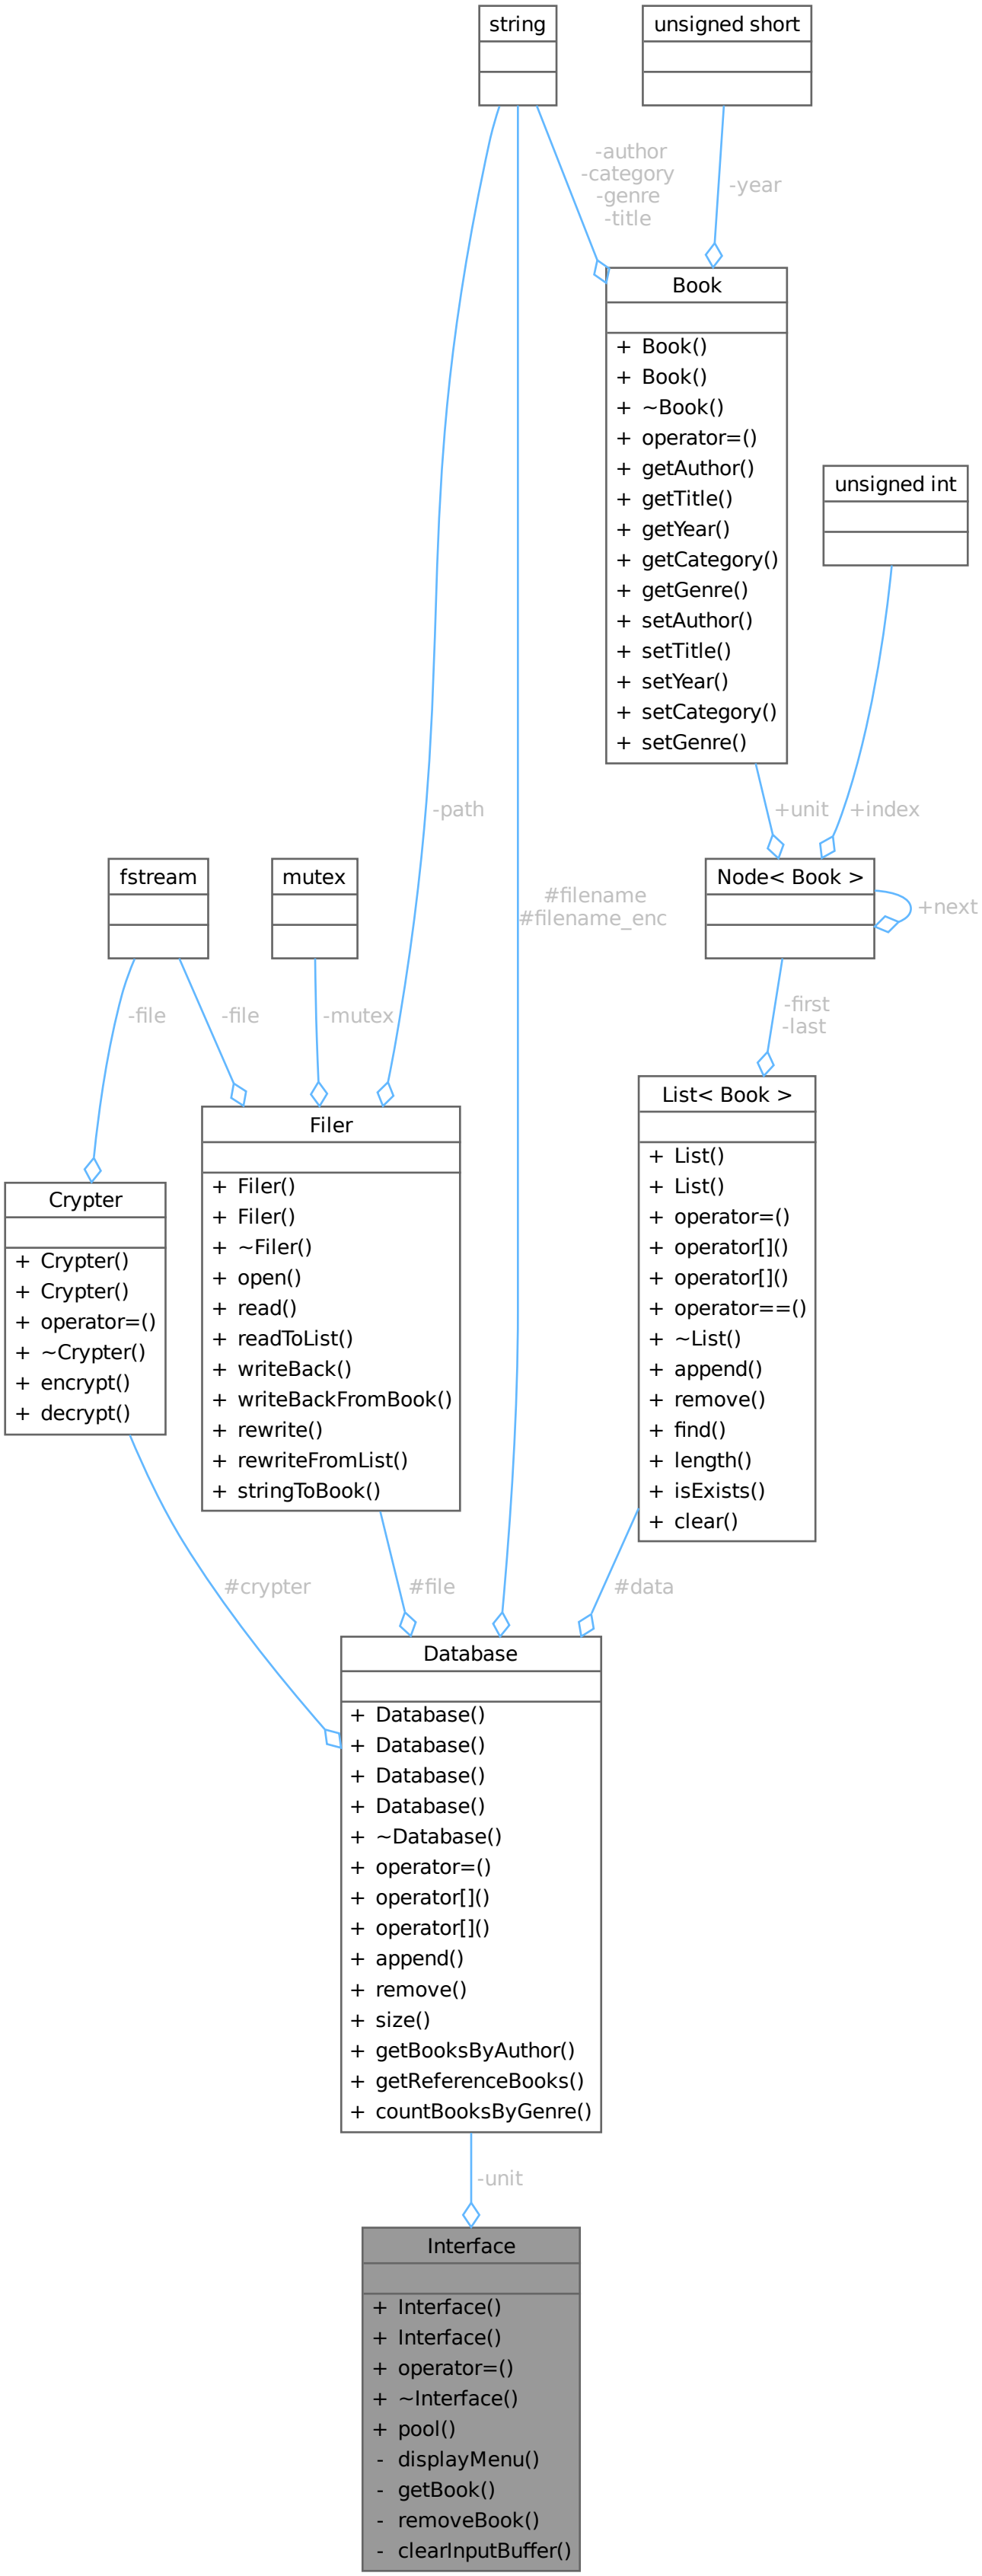 string
unsigned short
-author
-category
-genre
-title
-year
Book
+ Book()
+ Book()
+ ~Book()
+ operator=()
+ getAuthor()
+ getTitle()
+ getYear()
+ getCategory()
+ getGenre()
+ setAuthor()
+ setTitle()
+ setYear()
+ setCategory()
+ setGenre()
unsigned int
-path
+unit
+index
fstream
mutex
#filename
#filename_enc
Node< Book >
+next
-file
-file
-mutex
-first
-last
List< Book >
+ List()
+ List()
+ operator=()
+ operator[]()
+ operator[]()
+ operator==()
+ ~List()
+ append()
+ remove()
+ find()
+ length()
+ isExists()
+ clear()
Filer
+ Filer()
+ Filer()
+ ~Filer()
+ open()
+ read()
+ readToList()
+ writeBack()
+ writeBackFromBook()
+ rewrite()
+ rewriteFromList()
+ stringToBook()
Crypter
+ Crypter()
+ Crypter()
+ operator=()
+ ~Crypter()
+ encrypt()
+ decrypt()
#crypter
#file
#data
Database
+ Database()
+ Database()
+ Database()
+ Database()
+ ~Database()
+ operator=()
+ operator[]()
+ operator[]()
+ append()
+ remove()
+ size()
+ getBooksByAuthor()
+ getReferenceBooks()
+ countBooksByGenre()
-unit
Interface
+ Interface()
+ Interface()
+ operator=()
+ ~Interface()
+ pool()
- displayMenu()
- getBook()
- removeBook()
- clearInputBuffer()